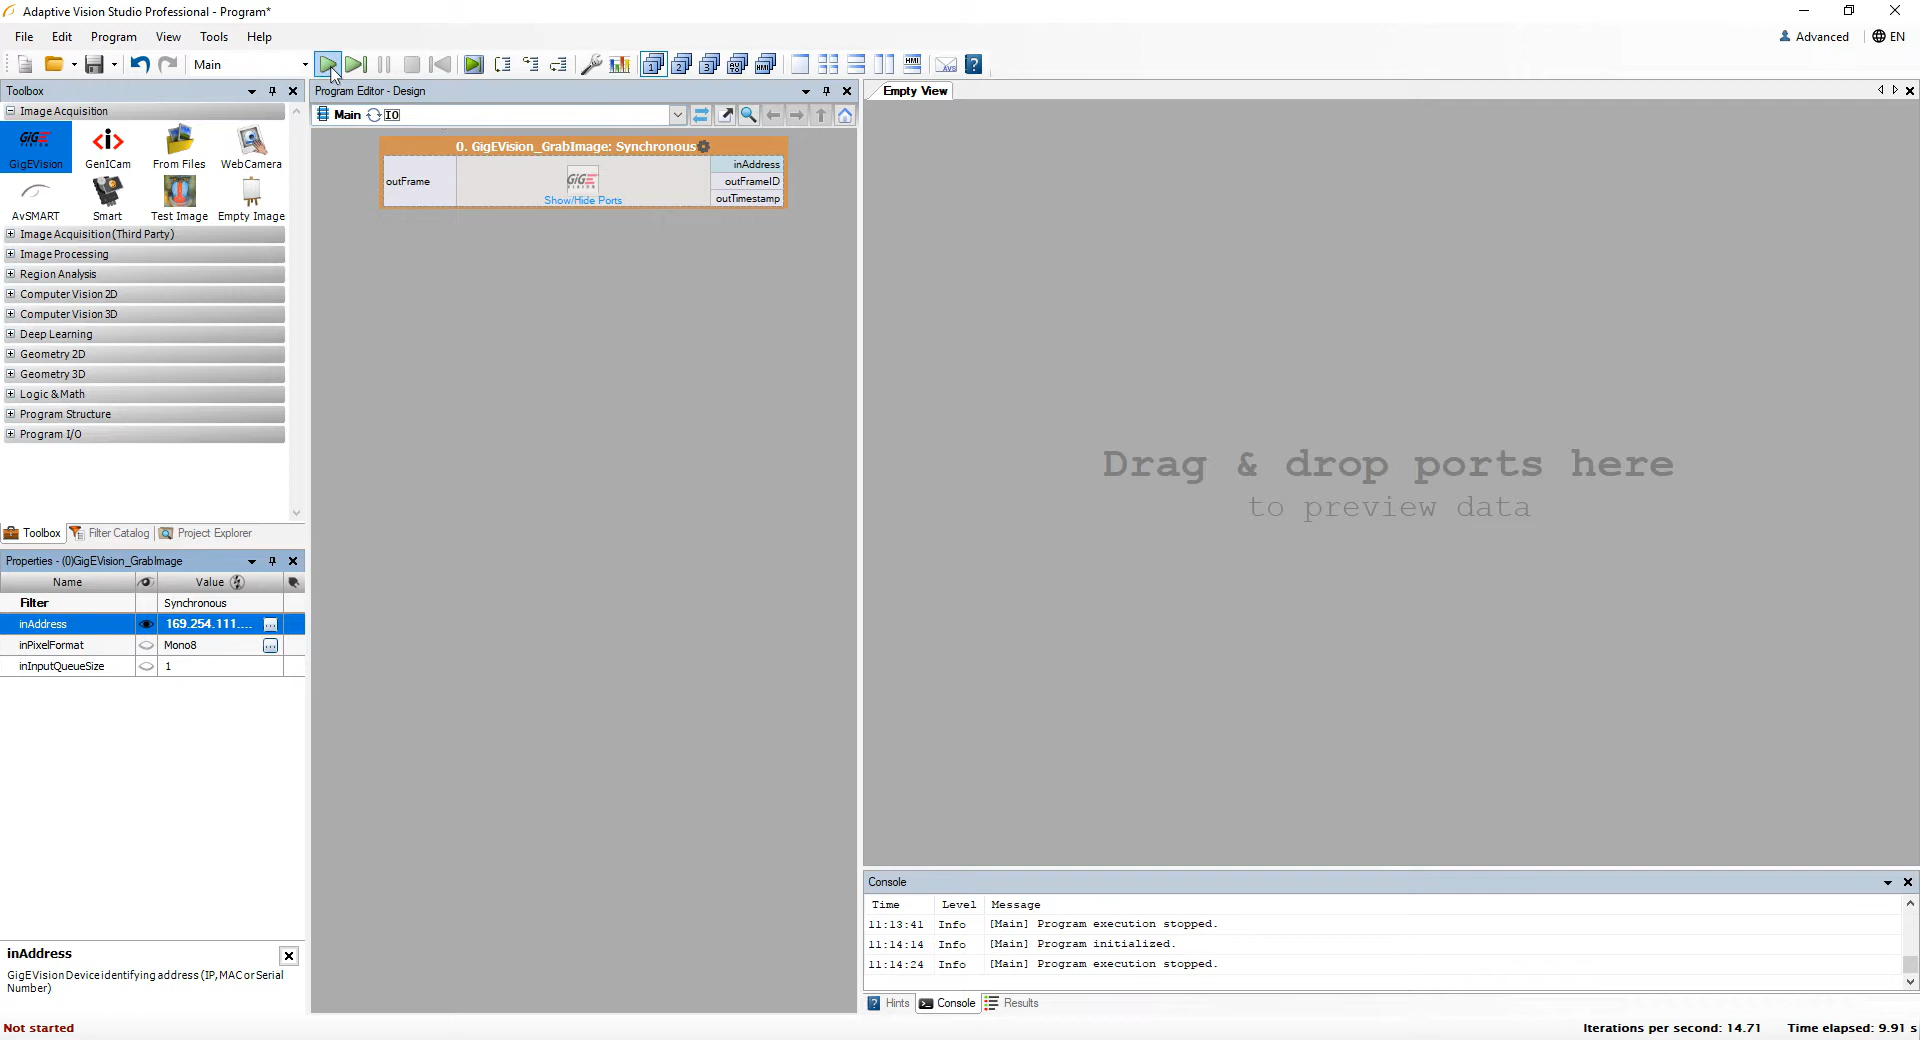 Adaptive Vision Studio Professional - Program*
File Edit Program View Tools Help
Advanced EN
Main
Toolbox
Image Acquisition
GigEVision GenICam From Files WebCamera
AvSMART Smart Test Image Empty Image
Image Acquisition (Third Party)
Image Processing
Region Analysis
Computer Vision 2D
Computer Vision 3D
Deep Learning
Geometry 2D
Geometry 3D
Logic & Math
Program Structure
Program I/O
Toolbox Filter Catalog Project Explorer
Properties - (0)GigEVision_GrabImage
Name Value
Filter Synchronous
inAddress 169.254.111.... ...
inPixelFormat Mono8 ...
inInputQueueSize 1
inAddress
GigEVision Device identifying address (IP, MAC or Serial
Number)
Not started
Program Editor - Design
Main IO
0. GigEVision_GrabImage: Synchronous
outFrame
GiGE
VISION
Show/Hide Ports
inAddress
outFrameID
outTimestamp
Empty View
Drag & drop ports here
to preview data
Console
Time Level Message
11:13:41 Info [Main] Program execution stopped.
11:14:14 Info [Main] Program initialized.
11:14:24 Info [Main] Program execution stopped.
Hints Console Results
Iterations per second: 14.71 Time elapsed: 9.91 s